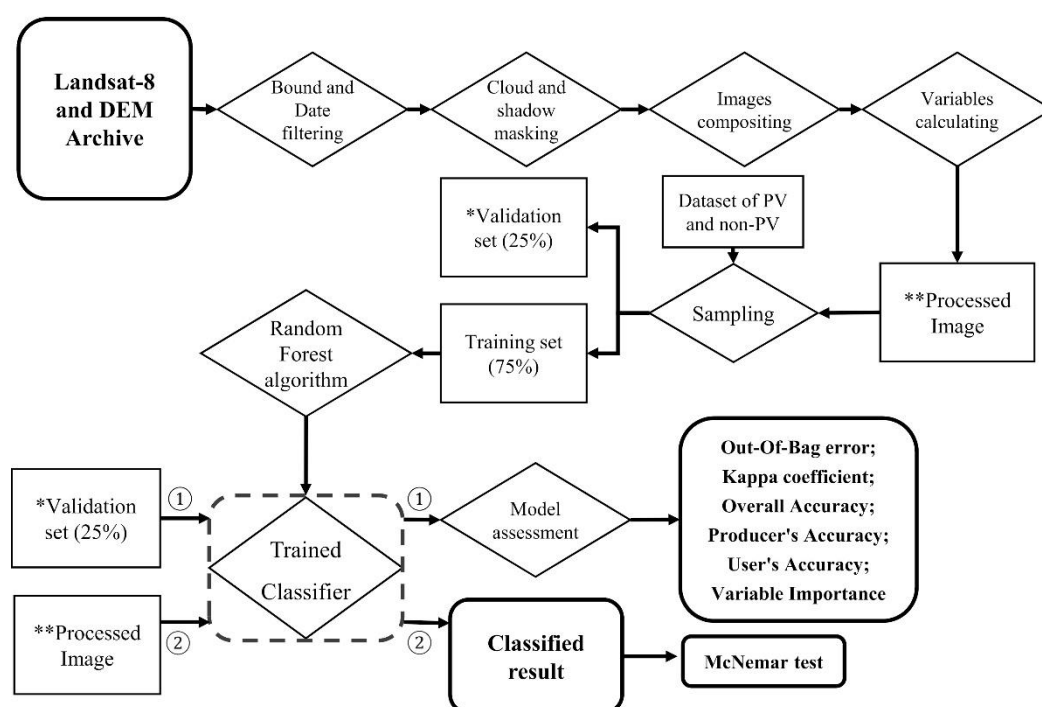 Landsat-8
and DEM
Archive
Bound and
Date
filtering
Cloud and
shadow
masking
Images
compositing
Variables
calculating
*Validation
set (25%)
Dataset of PV
and non-PV
Sampling
**Processed
Image
Training set
(75%)
Random
Forest
algorithm
*Validation
set (25%)
①
Trained
Classifier
①
Model
assessment
Out-Of-Bag error;
Kappa coefficient;
Overall Accuracy;
Producer's Accuracy;
User's Accuracy;
Variable Importance
**Processed
Image
②
②
Classified
result
McNemar test